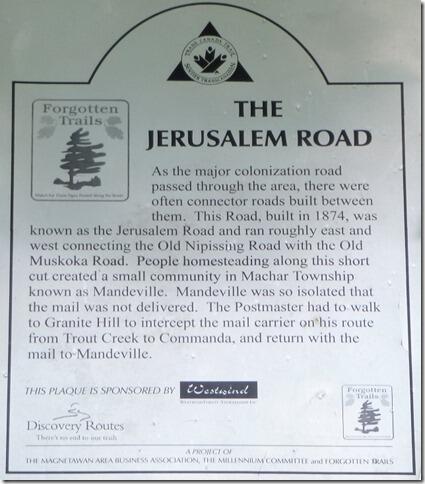 TRANS CANADA TRAIL
SENTIER TRANSCANADIEN
Forgotten
Trails
THE
JERUSALEM ROAD
As the major colonization road
passed through the area, there were
often connector roads built between
them. This Road, built in 1874, was
known as the Jerusalem Road and ran roughly east and
west connecting the Old Nipissing Road with the Old
Muskoka Road. People homesteading along this short
cut created a small community in Machar Township
known as Mandeville. Mandeville was so isolated that
the mail was not delivered. The Postmaster had to walk
to Granite Hill to intercept the mail carrier on his route
from Trout Creek to Commanda, and return with the
mail to Mandeville.
THIS PLAQUE IS SPONSORED BY Westwind
Discovery Routes
There's no end to our trails
Forgotten
Trails
A PROJECT OF
THE MAGNETAWAN AREA BUSINESS ASSOCIATION, THE MILLENNIUM COMMITTEE and FORGOTTEN TRAILS